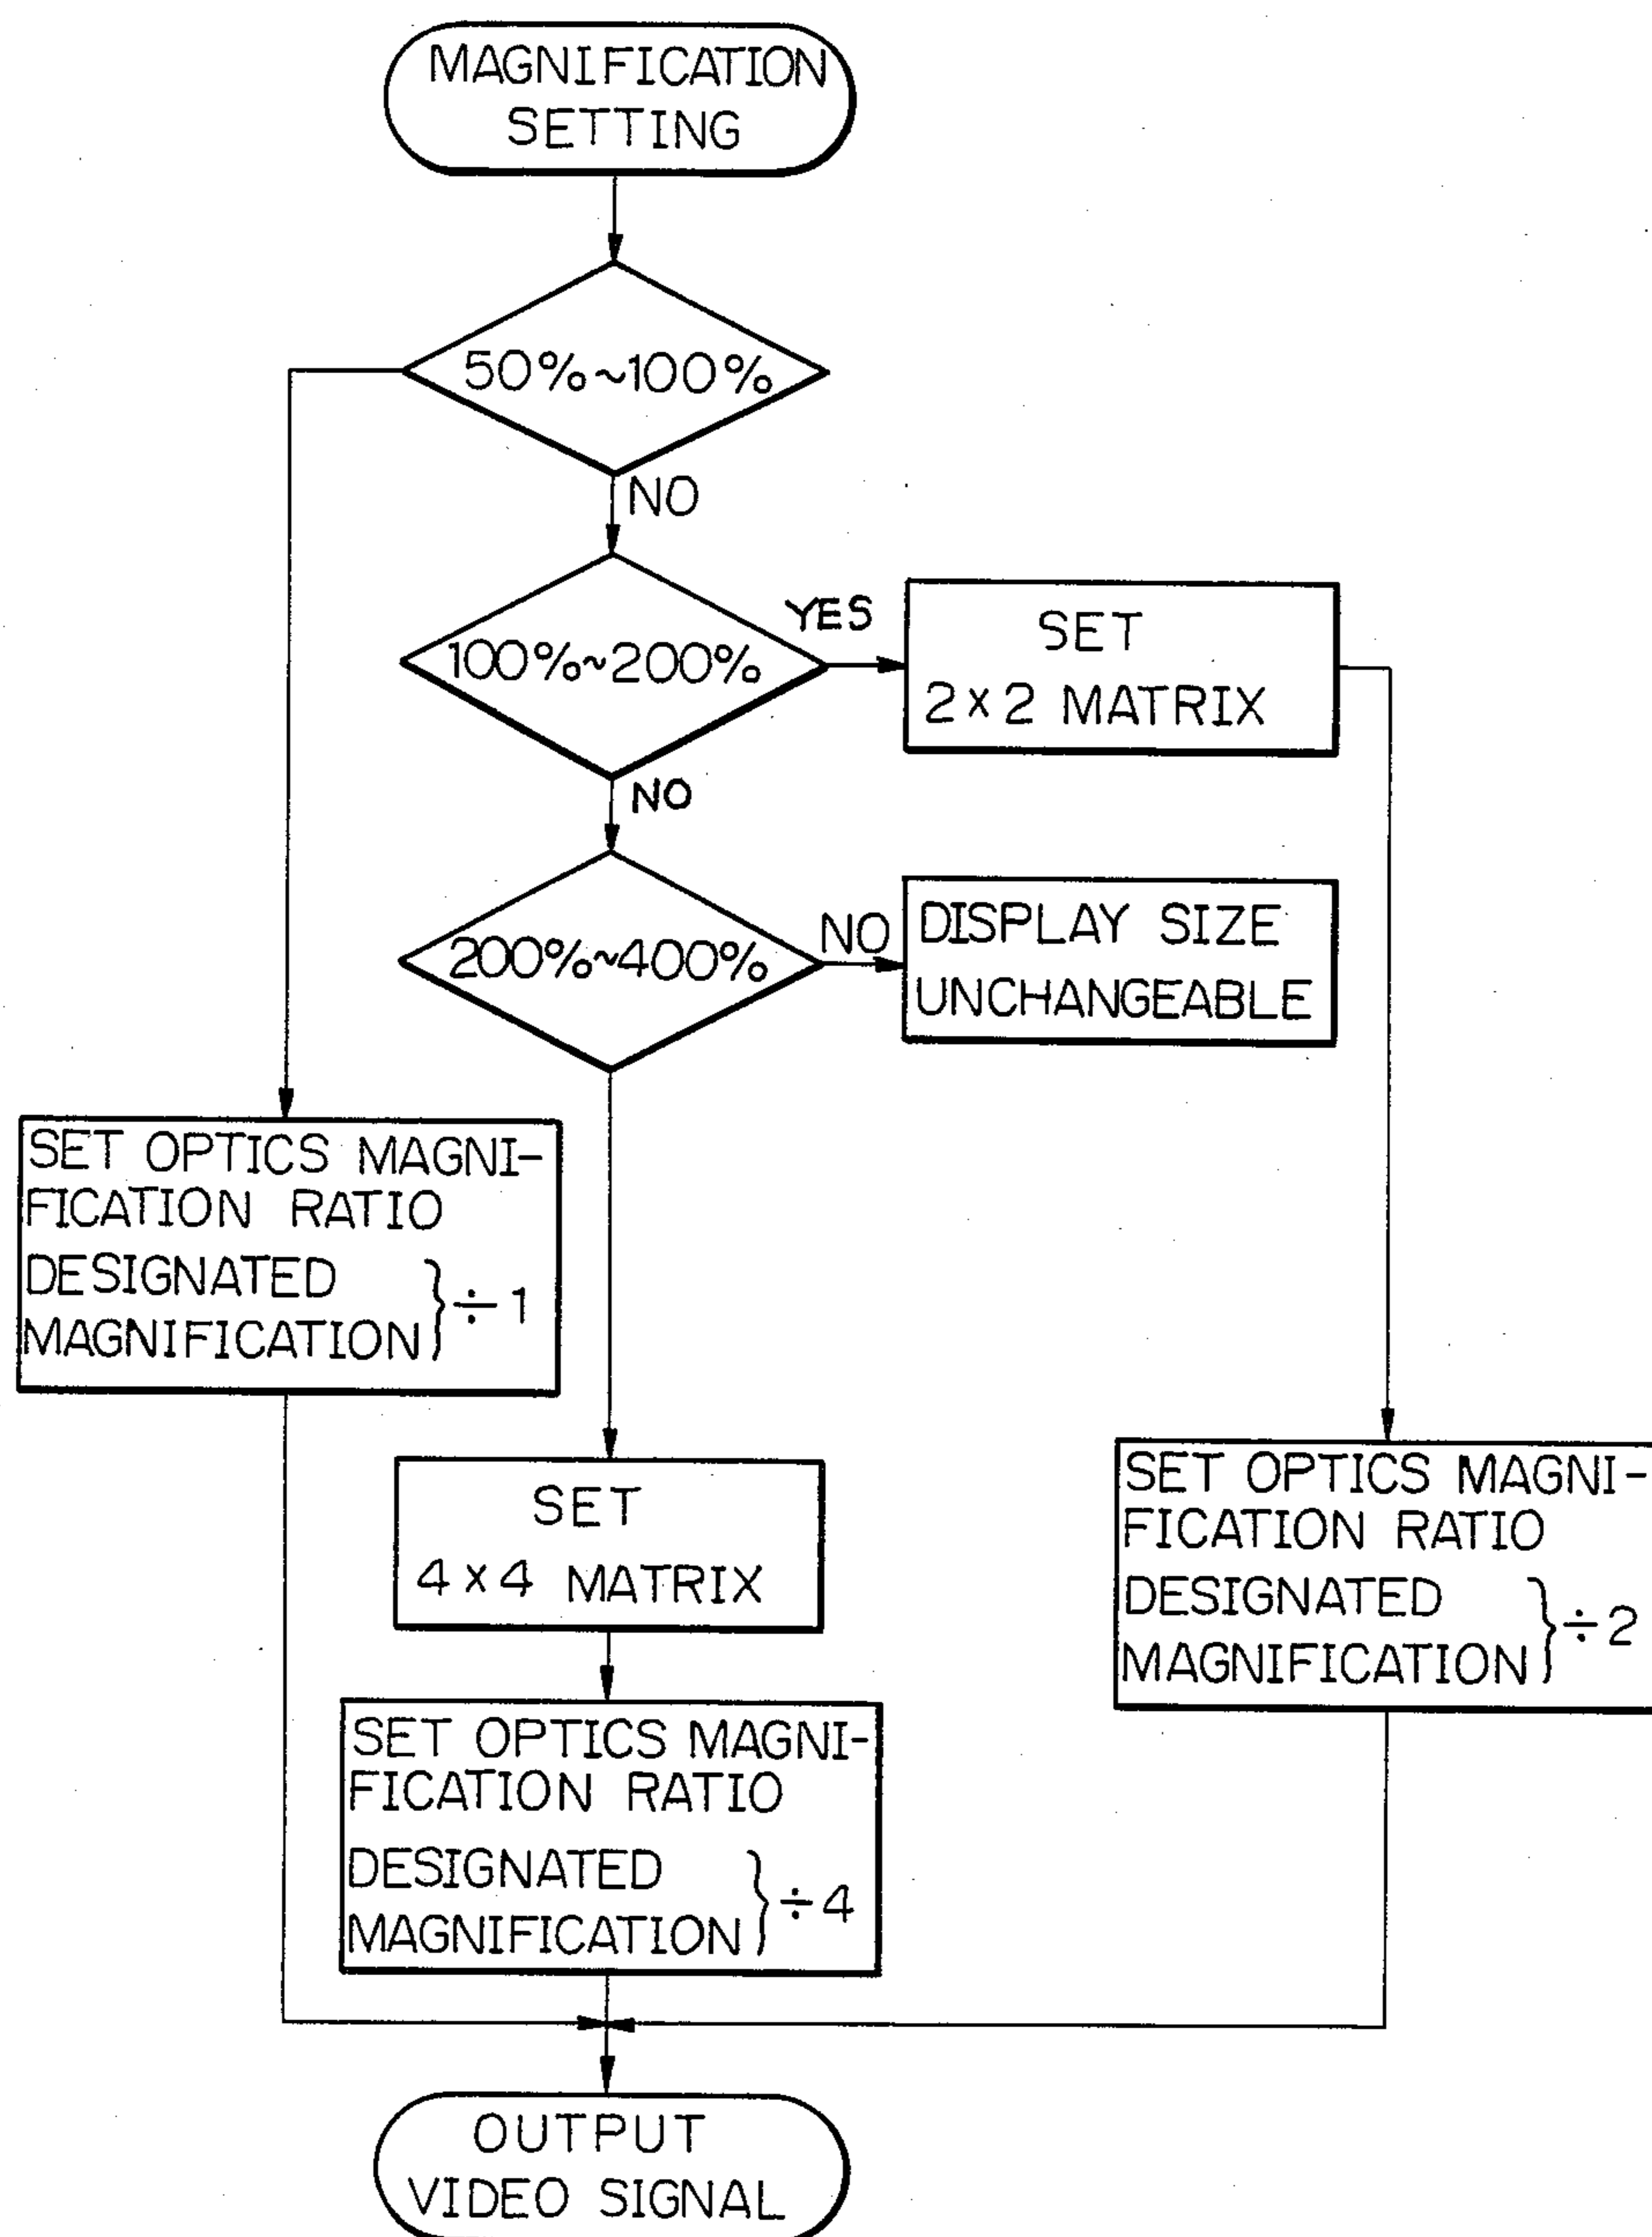 MAGNIFICATION
SETTING
50%~100%
NO
100%~200%
YES
SET
2×2 MATRIX
NO
200%~400%
NO
DISPLAY SIZE
UNCHANGEABLE
SET OPTICS MAGNI-
FICATION RATIO
DESIGNATED
MAGNIFICATION } ÷1
SET
4×4 MATRIX
SET OPTICS MAGNI-
FICATION RATIO
DESIGNATED
MAGNIFICATION } ÷2
SET OPTICS MAGNI-
FICATION RATIO
DESIGNATED
MAGNIFICATION } ÷4
OUTPUT
VIDEO SIGNAL